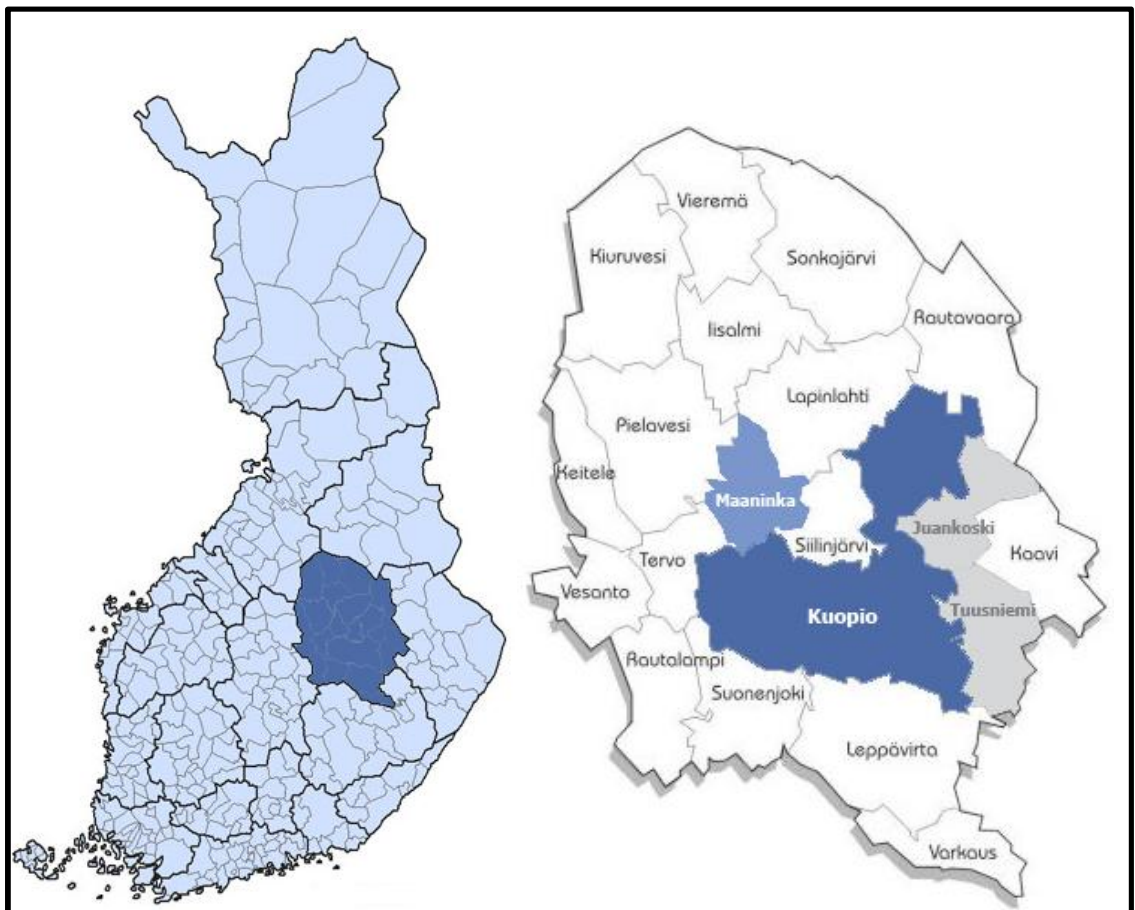 Vieremä
Kiuruvesi
Sonkajärvi
Rautavaara
Iisalmi
Lapinlahti
Pielavesi
Keitele
Maaninka
Juankoski
Siilinjärvi
Kaavi
Tervo
Vesanto
Tuusniemi
Kuopio
Rautalampi
Suonenjoki
Leppävirta
Varkaus